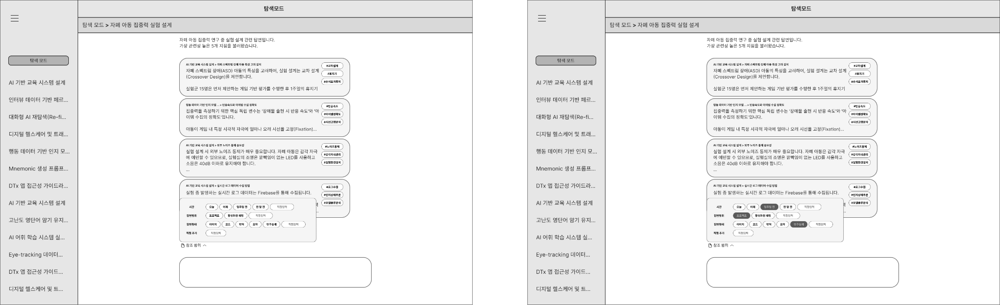 탐색모드
탐색 모드 > 자폐 아동 집중력 실험 설계
탐색 모드
AI 기반 교육 시스템 설계
인터뷰 데이터 기반 페르...
대화형 AI 재탐색(Re-fi...
디지털 헬스케어 및 트래...
행동 데이터 기반 인지 모...
Mnemonic 생성 프롬프...
DTx 앱 접근성 가이드라...
AI 기반 교육 시스템 설계
고난도 영단어 암기 유지...
AI 어휘 학습 시스템 실...
Eye-tracking 데이터...
DTx 앱 접근성 가이드...
디지털 헬스케어 및 트...
자폐 아동 집중력 연구 중 실험 설계 관련 답변입니다.
가장 관련성 높은 5개 지점을 불러왔습니다.
AI 기반 교육 시스템 설계 > 자폐 스펙트럼 장애 아동 특성 고려 설계
자폐 스펙트럼 장애(ASD) 아동의 특성을 고려하여, 실험 설계는 교차 설계
(Crossover Design)를 제안합니다.
실험군 15명은 먼저 제안하는 게임 기반 평가를 수행한 후 1주일의 휴지기
#교차설계
#휴지기
#순서효과통제
행동 데이터 기반 인지 모델 ... > 반응속도와 아이템 수집 정확도
집중력을 측정하기 위한 핵심 독립 변수는 '장애물 출현 시 반응 속도'와 '아
이템 수집의 정확도'입니다.
아동이 게임 내 특정 시각적 자극에 얼마나 오래 시선을 고정(Fixation)...
#반응속도
#아이템정확도
#시선고정분석
AI 기반 교육 시스템 설계 > 외부 노이즈 통제 중요성
실험 설계 시 외부 노이즈 통제가 매우 중요합니다. 자폐 아동은 감각 자극
에 예민할 수 있으므로, 실험실의 조명은 깜빡임이 없는 LED를 사용하고
소음은 40dB 이하로 유지해야 합니다.
...
#노이즈통제
#감각자극관리
#실험환경설계
AI 기반 교육 시스템 설계 > 실시간 로그 데이터 수집 방법
실험 중 발생하는 실시간 로그 데이터는 Firebase를 통해 수집됩니다.
#로그수집
#인지상태추론
#모델출류분석
...
시간 오늘 어제 일주일 전 한 달 전 직접입력
답변범위 프로젝트 활성화된 채팅 직접입력
답변형태 이미지 코드 번역 요약 연구설계 직접입력
직접 추가 직접입력
참조 범위
탐색모드
탐색 모드 > 자폐 아동 집중력 실험 설계
탐색 모드
AI 기반 교육 시스템 설계
인터뷰 데이터 기반 페르...
대화형 AI 재탐색(Re-fi...
디지털 헬스케어 및 트래...
행동 데이터 기반 인지 모...
Mnemonic 생성 프롬프...
DTx 앱 접근성 가이드라...
AI 기반 교육 시스템 설계
고난도 영단어 암기 유지...
AI 어휘 학습 시스템 실...
Eye-tracking 데이터...
DTx 앱 접근성 가이드...
디지털 헬스케어 및 트...
자폐 아동 집중력 연구 중 실험 설계 관련 답변입니다.
가장 관련성 높은 5개 지점을 불러왔습니다.
AI 기반 교육 시스템 설계 > 자폐 스펙트럼 장애 아동 특성 고려 설계
자폐 스펙트럼 장애(ASD) 아동의 특성을 고려하여, 실험 설계는 교차 설계
(Crossover Design)를 제안합니다.
실험군 15명은 먼저 제안하는 게임 기반 평가를 수행한 후 1주일의 휴지기
#교차설계
#휴지기
#순서효과통제
행동 데이터 기반 인지 모델 ... > 반응속도와 아이템 수집 정확도
집중력을 측정하기 위한 핵심 독립 변수는 '장애물 출현 시 반응 속도'와 '아
이템 수집의 정확도'입니다.
아동이 게임 내 특정 시각적 자극에 얼마나 오래 시선을 고정(Fixation)...
#반응속도
#아이템정확도
#시선고정분석
AI 기반 교육 시스템 설계 > 외부 노이즈 통제 중요성
실험 설계 시 외부 노이즈 통제가 매우 중요합니다. 자폐 아동은 감각 자극
에 예민할 수 있으므로, 실험실의 조명은 깜빡임이 없는 LED를 사용하고
소음은 40dB 이하로 유지해야 합니다.
...
#노이즈통제
#감각자극관리
#실험환경설계
AI 기반 교육 시스템 설계 > 실시간 로그 데이터 수집 방법
실험 중 발생하는 실시간 로그 데이터는 Firebase를 통해 수집됩니다.
#로그수집
#인지상태추론
#모델출류분석
...
시간 오늘 어제 일주일 전 한 달 전 직접입력
답변범위 프로젝트 활성화된 채팅 직접입력
답변형태 이미지 코드 번역 요약 연구설계 직접입력
직접 추가 직접입력
참조 범위